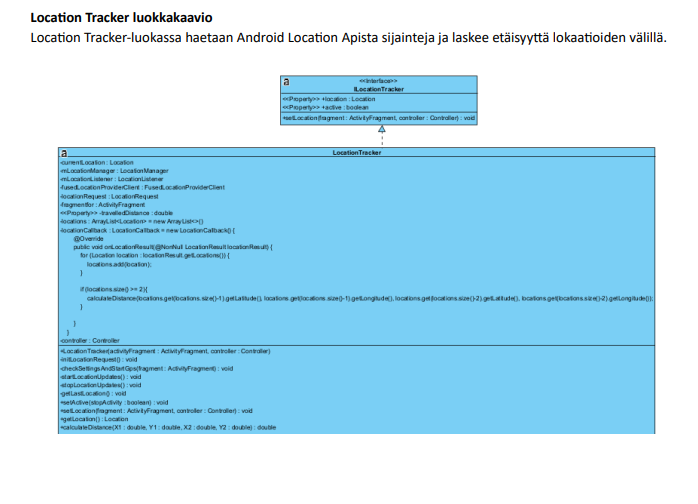 Location Tracker luokkakaavio
Location Tracker-luokassa haetaan Android Location Apista sijainteja ja laskee etäisyyttä lokaatioiden välillä.
a
<<Interface>>
ILocationTracker
<<Property>> +location : Location
<<Property>> +active : boolean
+setLocation(fragment : ActivityFragment, controller : Controller) : void
a
LocationTracker
-currentLocation : Location
-mLocationManager : LocationManager
-mLocationListener : LocationListener
-fusedLocationProviderClient : FusedLocationProviderClient
-locationRequest : LocationRequest
-fragmentfor : ActivityFragment
<<Property>> -travelledDistance : double
-locations : ArrayList<Location> = new ArrayList<>()
-locationCallback : LocationCallback = new LocationCallback() {
@Override
public void onLocationResult(@NonNull LocationResult locationResult) {
for (Location location : locationResult.getLocations()) {
locations.add(location);
}
if (locations.size() >= 2){
calculateDistance(locations.get(locations.size()-1).getLatitude(), locations.get(locations.size()-1).getLongitude(), locations.get(locations.size()-2).getLatitude(), locations.get(locations.size()-2).getLongitude());
}
}
}
-controller : Controller
+LocationTracker(activityFragment : ActivityFragment, controller : Controller)
-initLocationRequest() : void
-checkSettingsAndStartGps(fragment : ActivityFragment) : void
-startLocationUpdates() : void
-stopLocationUpdates() : void
-getLastLocation() : void
+setActive(stopActivity : boolean) : void
+setLocation(fragment : ActivityFragment, controller : Controller) : void
+getLocation() : Location
+calculateDistance(X1 : double, Y1 : double, X2 : double, Y2 : double) : double